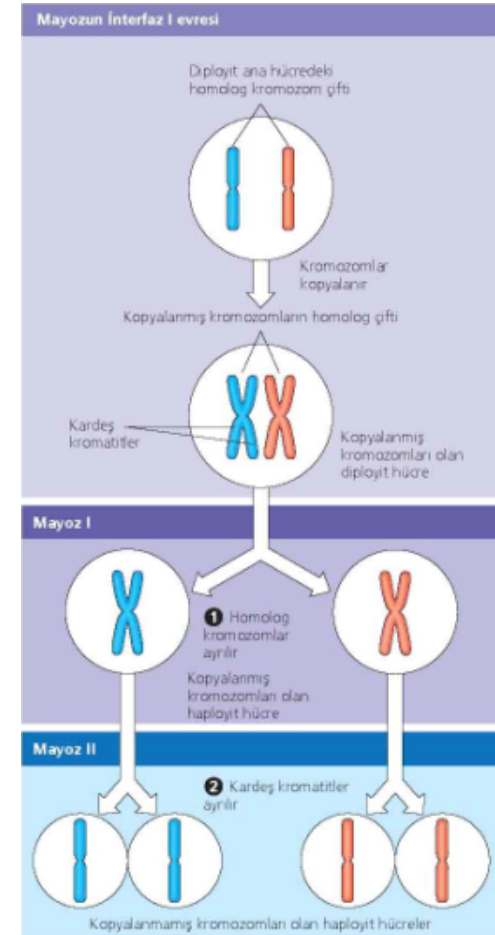 Mayozun İnterfaz I evresi
Diployit ana hücredeki
homolog kromozom çifti
Kromozomlar
kopyalanır
Kopyalanmış kromozomların homolog çifti
Kardeş
kromatitler
Kopyalanmış
kromozomları olan
diployit hücre
Mayoz I
1 Homolog
kromozomlar
ayrılır
Kopyalanmış
kromozomları olan
haployit hücre
Mayoz II
2 Kardeş kromatitler
ayrılır
Kopyalanmamış kromozomları olan haployit hücreler